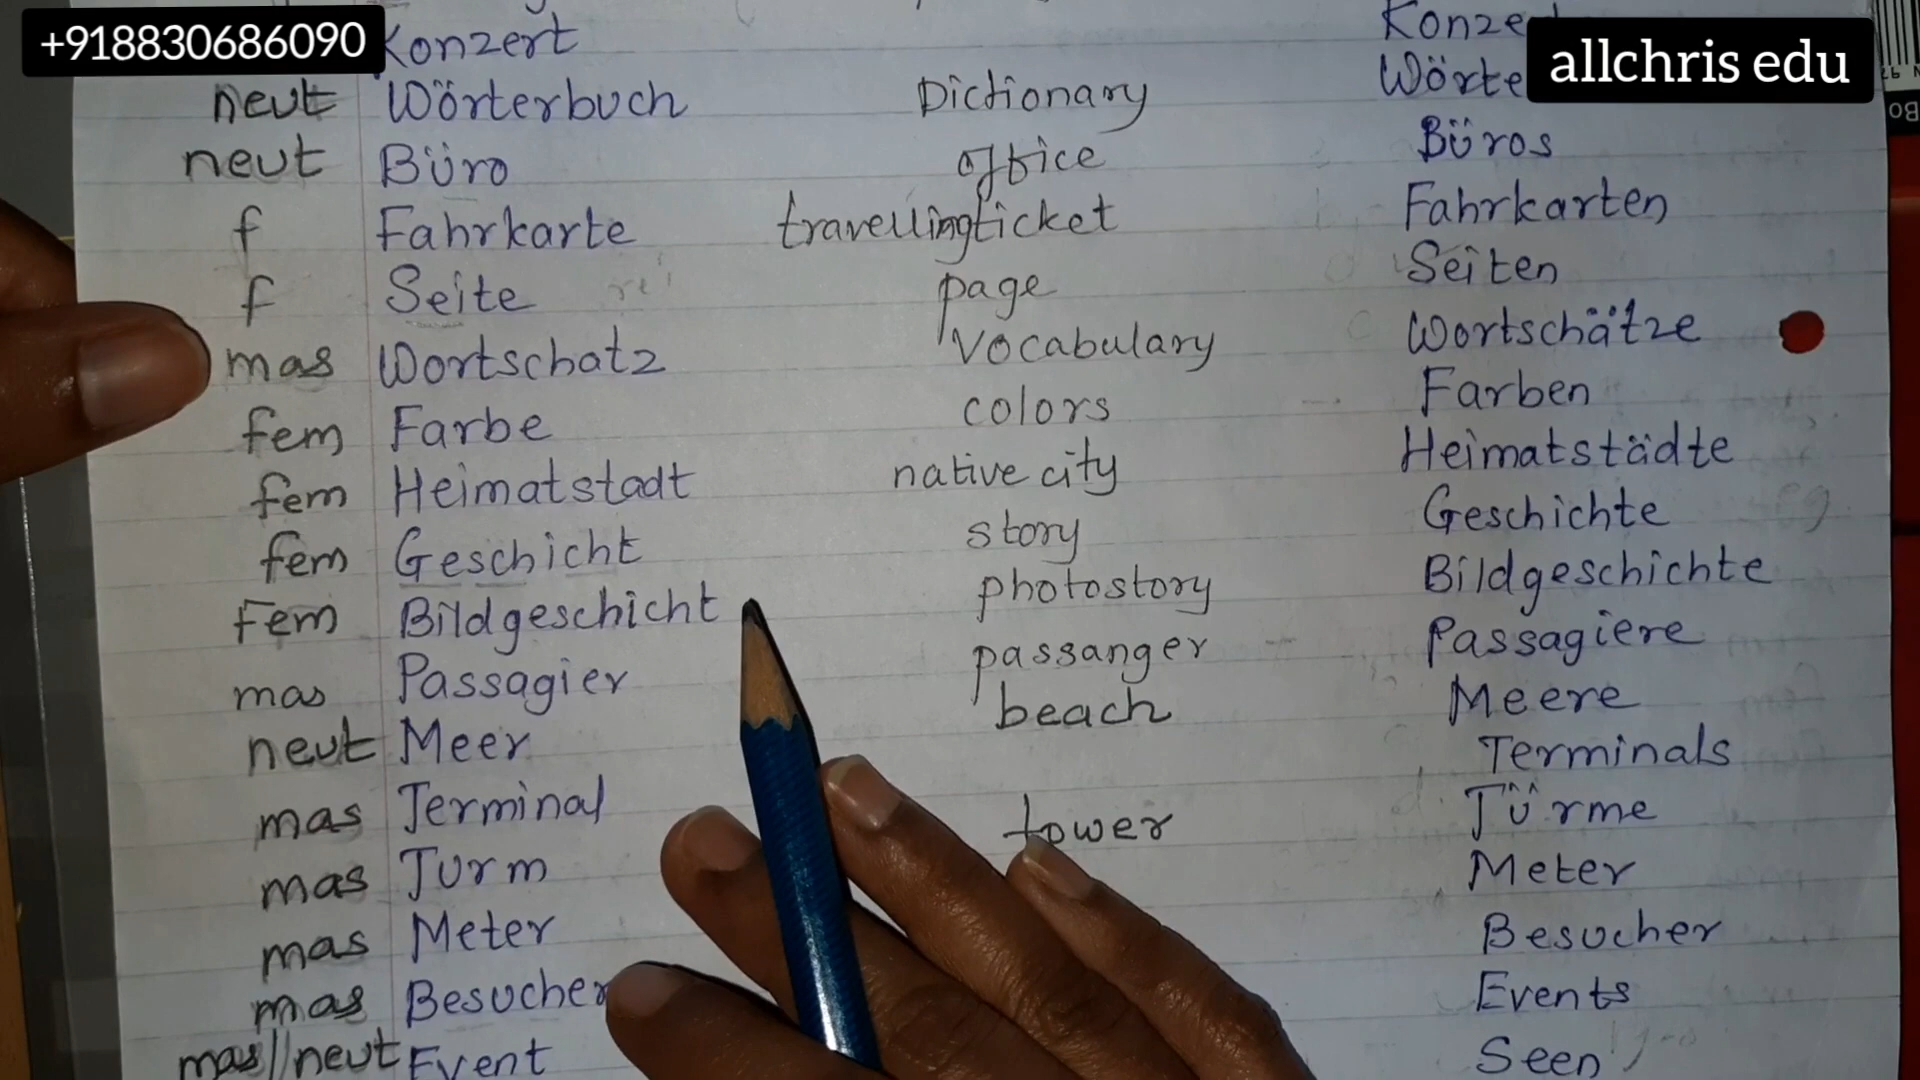 +918830686090
allchris edu
Konzert
neut Wörterbuch Dictionary
neut Büro office Büros
f Fahrkarte travellingticket Fahrkarten
f Seite page Seiten
mas Wortschatz vocabulary Wortschätze
fem Farbe colors Farben
fem Heimatstadt native city Heimatstädte
fem Geschicht story Geschichte
Fem Bildgeschicht photostory Bildgeschichte
mas Passagier passanger Passagiere
neut Meer beach Meere
mas Terminal Terminals
mas Turm tower Türme
mas Meter Meter
mas Besucher Besucher
mas//neut Event Events
Seen